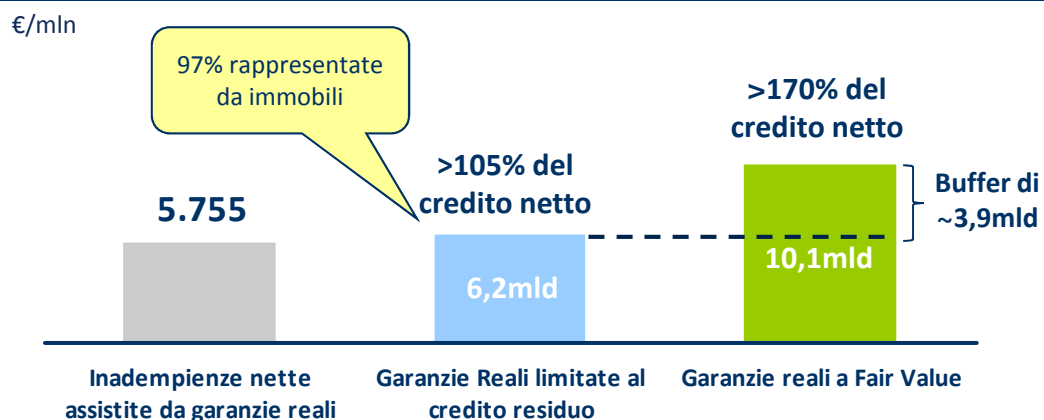 €/mln
97% rappresentate
da immobili
>170% del
credito netto
>105% del
credito netto
5.755
Buffer di
~3,9mld
10,1mld
6,2mld
Inadempienze nette
assistite da garanzie reali
Garanzie Reali limitate al
credito residuo
Garanzie reali a Fair Value